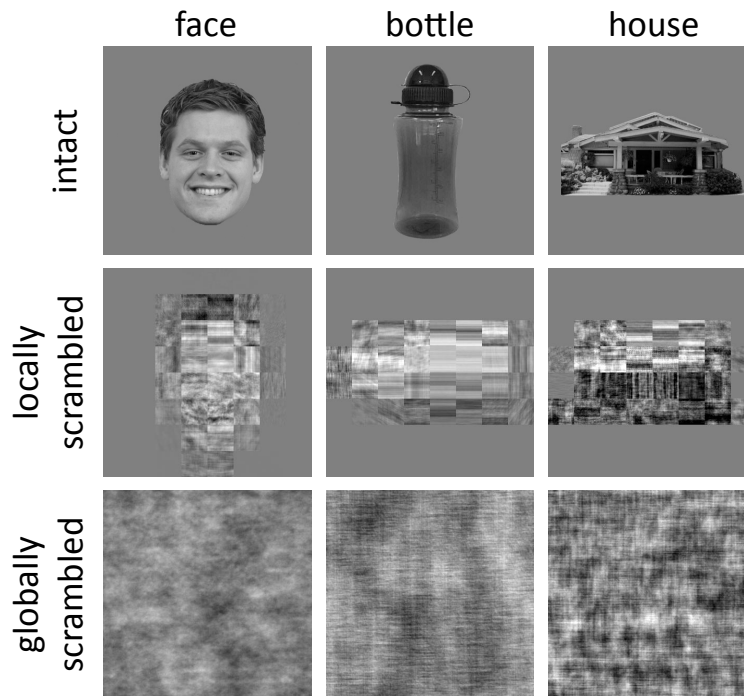 face bottle house
intact
locally
scrambled
globally
scrambled